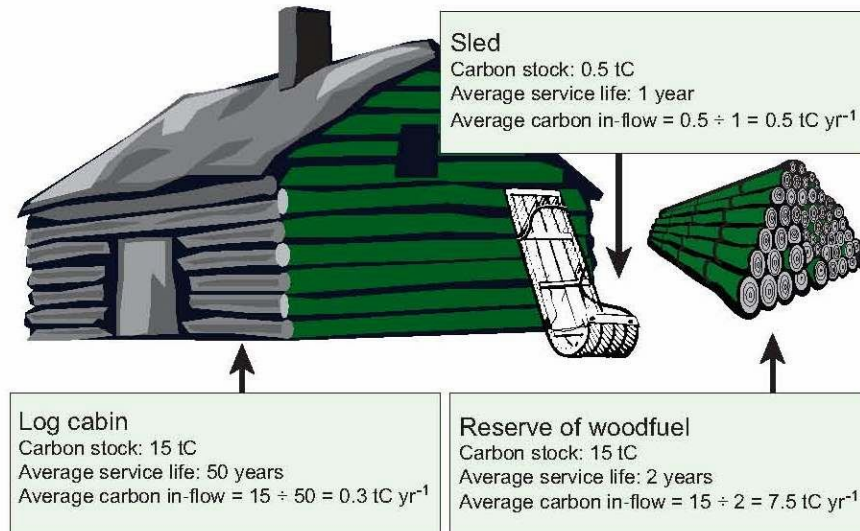 Sled
Carbon stock: 0.5 tC
Average service life: 1 year
Average carbon in-flow = 0.5 ÷ 1 = 0.5 tC yr⁻¹
Log cabin
Carbon stock: 15 tC
Average service life: 50 years
Average carbon in-flow = 15 ÷ 50 = 0.3 tC yr⁻¹
Reserve of woodfuel
Carbon stock: 15 tC
Average service life: 2 years
Average carbon in-flow = 15 ÷ 2 = 7.5 tC yr⁻¹